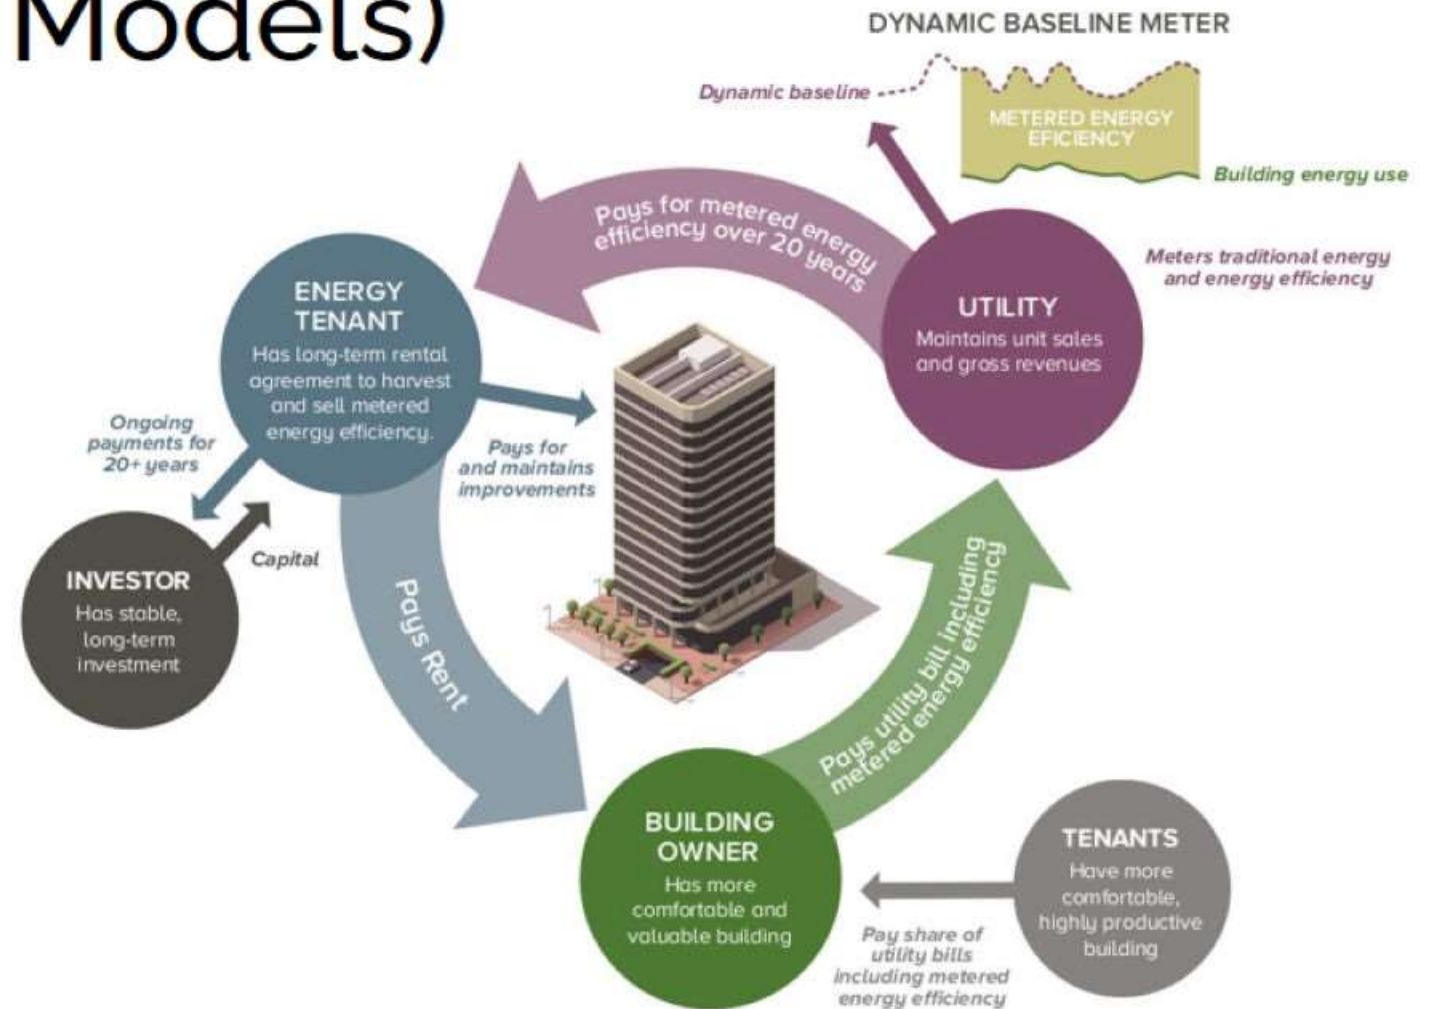 Models)
DYNAMIC BASELINE METER
Dynamic baseline
METERED ENERGY
EFICIENCY
Building energy use
Pays for metered energy
efficiency over 20 years
Meters traditional energy
and energy efficiency
UTILITY
Maintains unit sales
and gross revenues
ENERGY
TENANT
Has long-term rental
agreement to harvest
and sell metered
energy efficiency.
Ongoing
payments for
20+ years
Pays for
and maintains
improvements
Capital
INVESTOR
Has stable,
long-term
investment
Pays Rent
Pays utility bill including
metered energy efficiency
BUILDING
OWNER
Has more
comfortable and
valuable building
TENANTS
Have more
comfortable,
highly productive
building
Pay share of
utility bills
including metered
energy efficiency